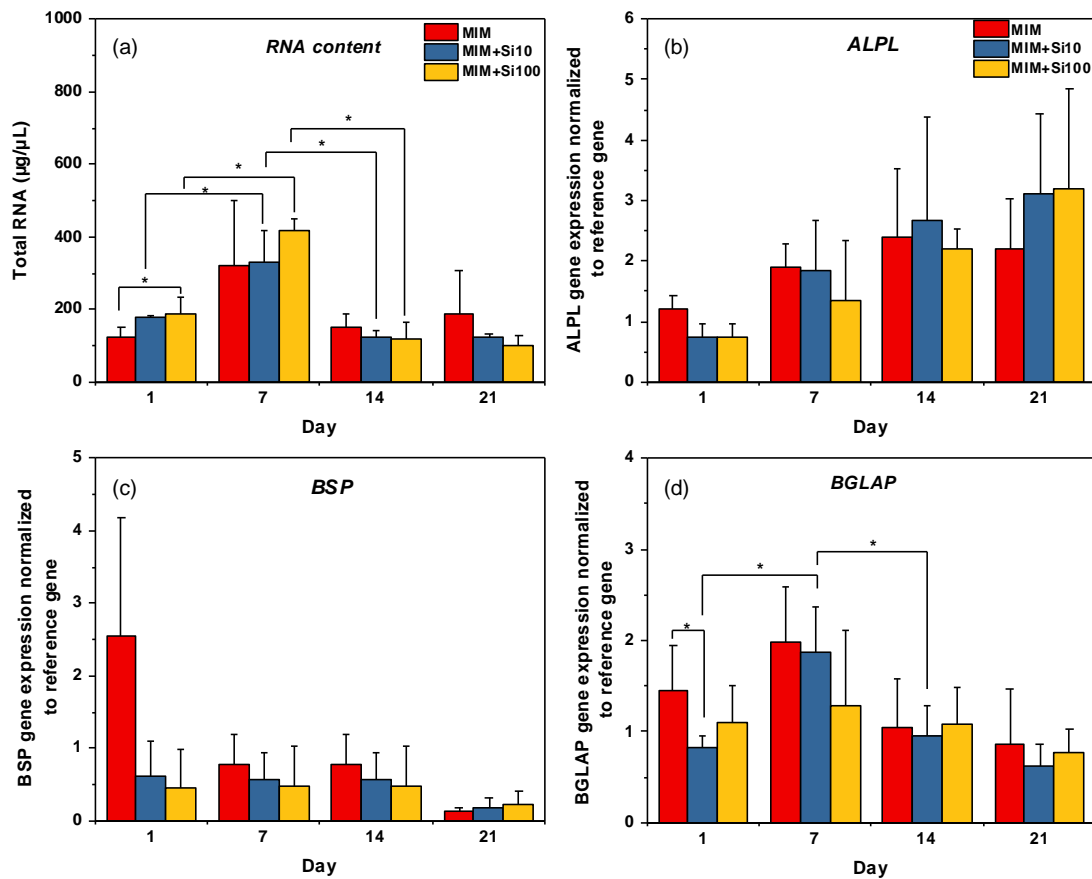 (a)
RNA content
MIM
MIM+Si10
MIM+Si100
Total RNA (µg/µL)
1000
800
600
400
200
0
*
*
*
*
*
1
7
14
21
Day
(b)
ALPL
MIM
MIM+Si10
MIM+Si100
ALPL gene expression normalized
to reference gene
6
5
4
3
2
1
0
1
7
14
21
Day
(c)
BSP
BSP gene expression normalized
to reference gene
5
4
3
2
1
0
1
7
14
21
Day
(d)
BGLAP
BGLAP gene expression normalized
to reference gene
4
3
2
1
0
*
*
*
1
7
14
21
Day